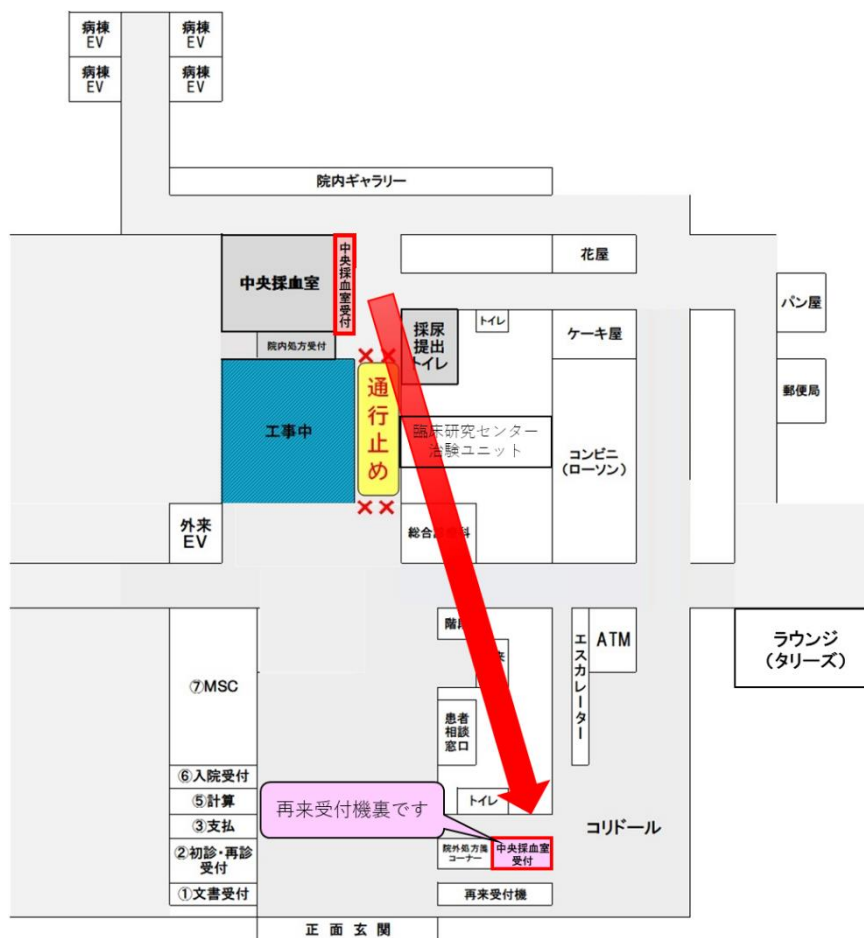 病棟
EV
病棟
EV
病棟
EV
病棟
EV
院内ギャラリー
中央採血室
中央採血室受付
花屋
パン屋
院内処方受付
採尿
提出
トイレ
トイレ
ケーキ屋
郵便局
××
通行止め
××
工事中
臨床研究センター
治験ユニット
コンビニ
(ローソン)
外来
EV
総合
科
階
来
エスカレーター
ATM
ラウンジ
(タリーズ)
⑦MSC
患者
相談
窓口
⑥入院受付
⑤計算
③支払
②初診・再診
受付
①文書受付
再来受付機裏です
トイレ
コリドール
院外処方箋
コーナー
中央採血室
受付
再来受付機
正面玄関